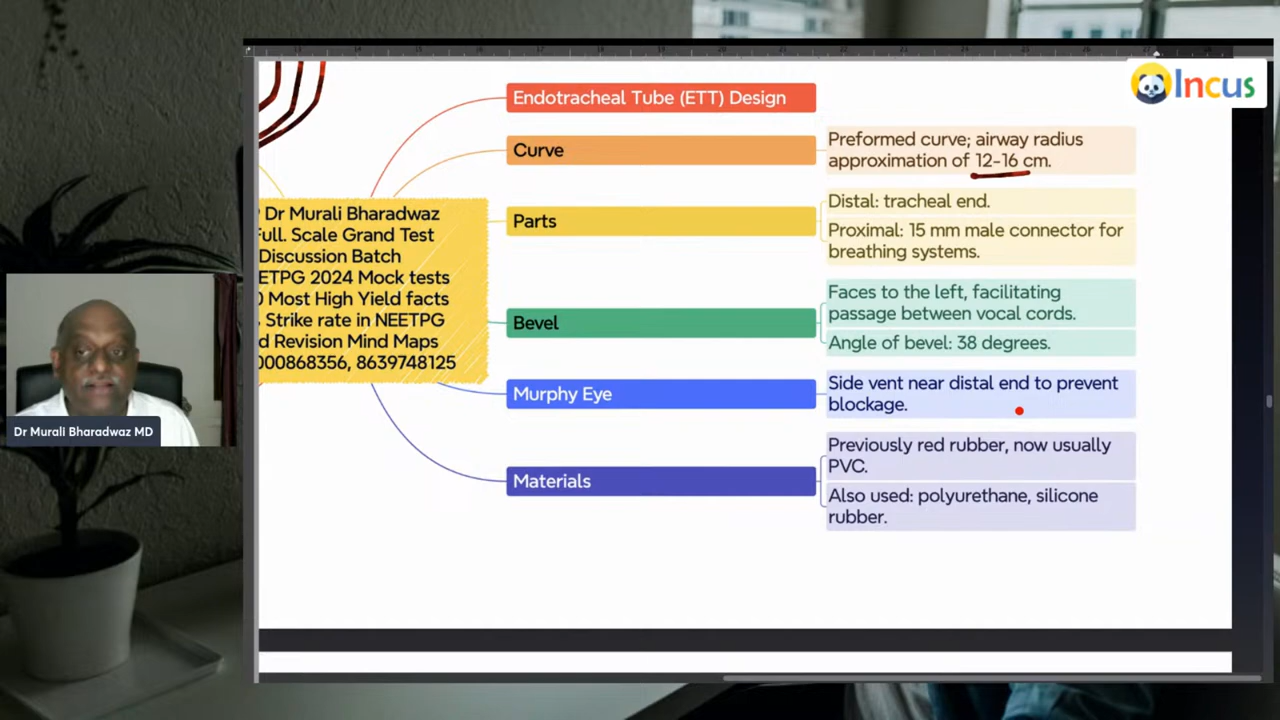 Incus
Endotracheal Tube (ETT) Design
Curve
Preformed curve; airway radius
approximation of 12-16 cm.
Parts
Distal: tracheal end.
Proximal: 15 mm male connector for
breathing systems.
Dr Murali Bharadwaz
Full. Scale Grand Test
Discussion Batch
ETPG 2024 Mock tests
0 Most High Yield facts
Strike rate in NEETPG
d Revision Mind Maps
000868356, 8639748125
Bevel
Faces to the left, facilitating
passage between vocal cords.
Angle of bevel: 38 degrees.
Murphy Eye
Side vent near distal end to prevent
blockage.
Materials
Previously red rubber, now usually
PVC.
Also used: polyurethane, silicone
rubber.
Dr Murali Bharadwaz MD